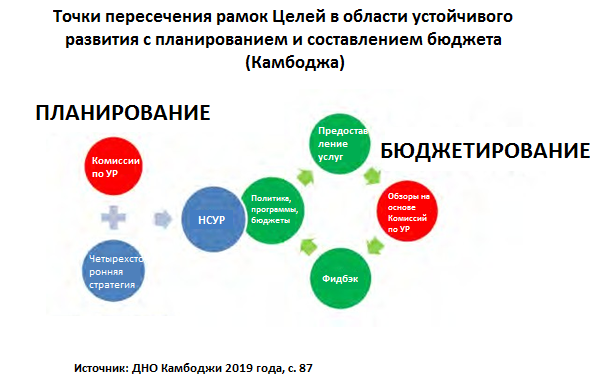 Точки пересечения рамок Целей в области устойчивого
развития с планированием и составлением бюджета
(Камбоджа)
ПЛАНИРОВАНИЕ
БЮДЖЕТИРОВАНИЕ
Комиссии
по УР
Четырехсто
ронняя
стратегия
НСУР
Политика,
программы,
бюджеты
Предостав
ление
услуг
Обзоры на
основе
Комиссий
по УР
Фидбэк
Источник: ДНО Камбоджи 2019 года, с. 87